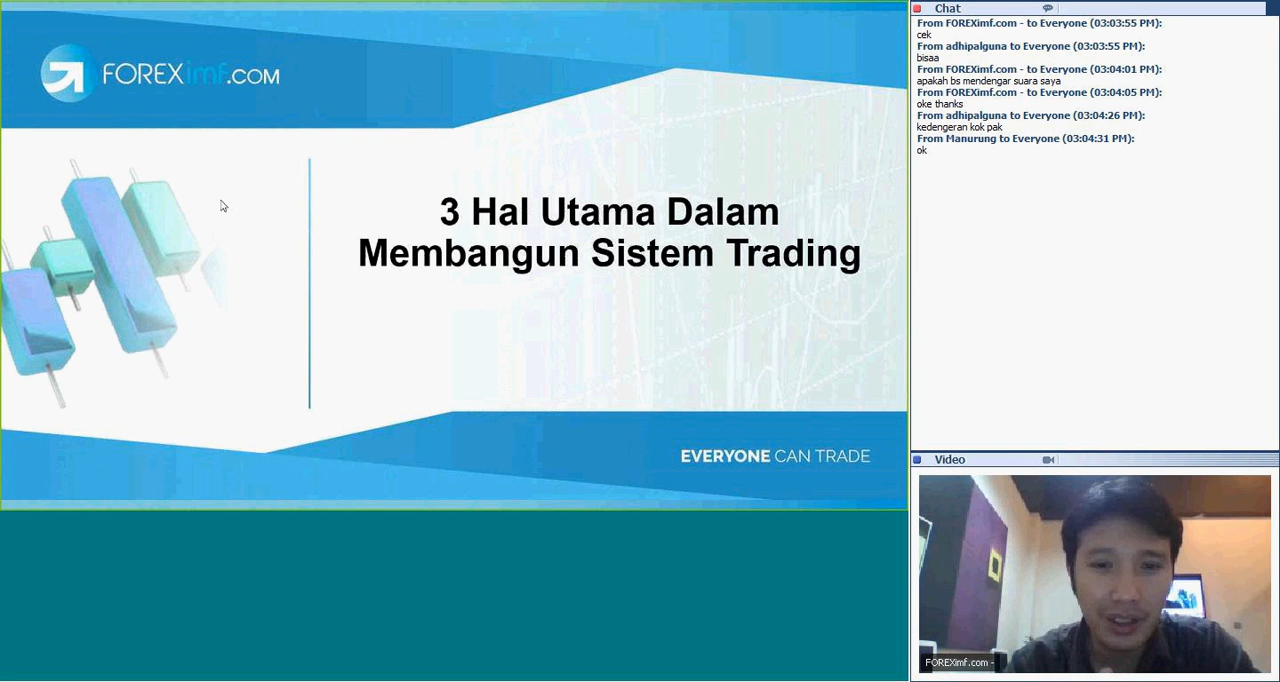 FOREXimf.COM
3 Hal Utama Dalam
Membangun Sistem Trading
EVERYONE CAN TRADE
Chat
From FOREXimf.com - to Everyone (03:03:55 PM):
cek
From adhipalguna to Everyone (03:03:55 PM):
bisaa
From FOREXimf.com - to Everyone (03:04:01 PM):
apakah bs mendengar suara saya
From FOREXimf.com - to Everyone (03:04:05 PM):
oke thanks
From adhipalguna to Everyone (03:04:26 PM):
kedengeran kok pak
From Manurung to Everyone (03:04:31 PM):
ok
Video
FOREXimf.com -